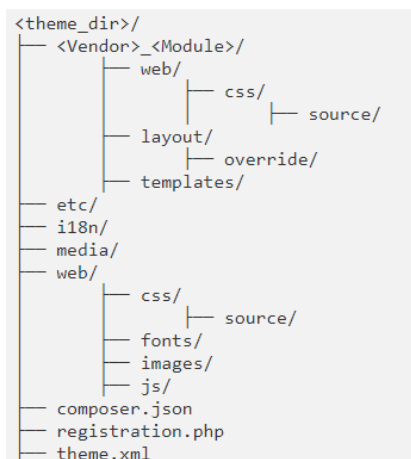 <theme_dir>/
├── <Vendor>_<Module>/
│       ├── web/
│       │       ├── css/
│       │       │       ├── source/
│       ├── layout/
│       │       ├── override/
│       ├── templates/
├── etc/
├── i18n/
├── media/
├── web/
│       ├── css/
│       │       ├── source/
│       ├── fonts/
│       ├── images/
│       ├── js/
├── composer.json
├── registration.php
├── theme.xml